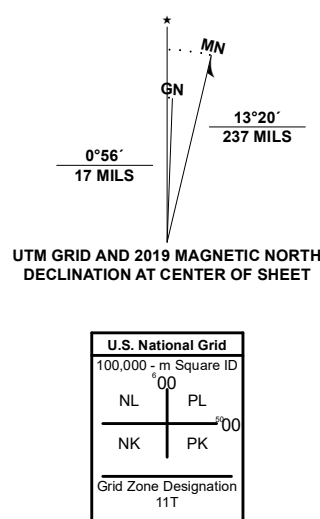 ★
MN
GN
0°56´
17 MILS
13°20´
237 MILS
UTM GRID AND 2019 MAGNETIC NORTH
DECLINATION AT CENTER OF SHEET
U.S. National Grid
100,000 - m Square ID
⁶00
NL PL
⁵⁰00
NK PK
Grid Zone Designation
11T